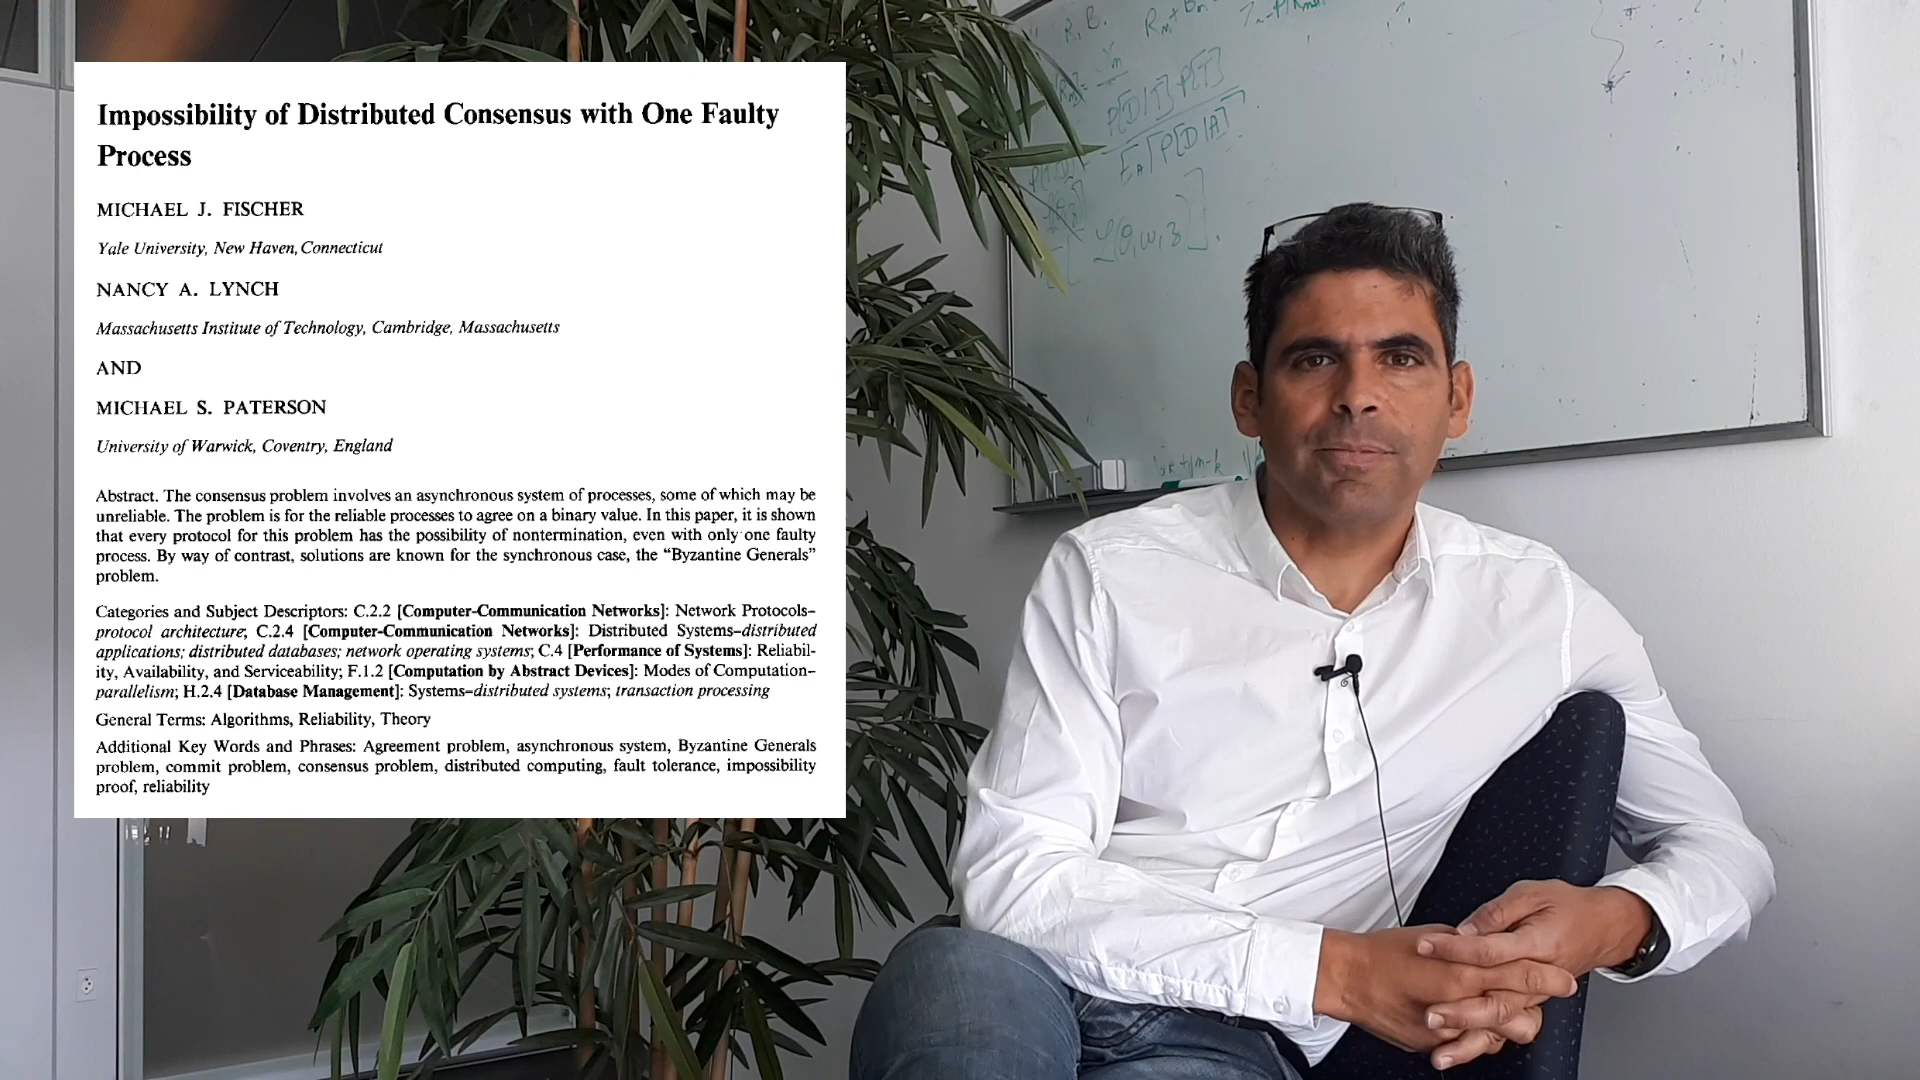 Impossibility of Distributed Consensus with One Faulty
Process
MICHAEL J. FISCHER
Yale University, New Haven, Connecticut
NANCY A. LYNCH
Massachusetts Institute of Technology, Cambridge, Massachusetts
AND
MICHAEL S. PATERSON
University of Warwick, Coventry, England
Abstract. The consensus problem involves an asynchronous system of processes, some of which may be
unreliable. The problem is for the reliable processes to agree on a binary value. In this paper, it is shown
that every protocol for this problem has the possibility of nontermination, even with only one faulty
process. By way of contrast, solutions are known for the synchronous case, the “Byzantine Generals”
problem.
Categories and Subject Descriptors: C.2.2 [Computer-Communication Networks]: Network Protocols–
protocol architecture; C.2.4 [Computer-Communication Networks]: Distributed Systems–distributed
applications; distributed databases; network operating systems; C.4 [Performance of Systems]: Reliabil-
ity, Availability, and Serviceability; F.1.2 [Computation by Abstract Devices]: Modes of Computation–
parallelism; H.2.4 [Database Management]: Systems–distributed systems; transaction processing
General Terms: Algorithms, Reliability, Theory
Additional Key Words and Phrases: Agreement problem, asynchronous system, Byzantine Generals
problem, commit problem, consensus problem, distributed computing, fault tolerance, impossibility
proof, reliability
R.B.
P[D|T] P[T]
P[D|A]
L(θ,w,z)